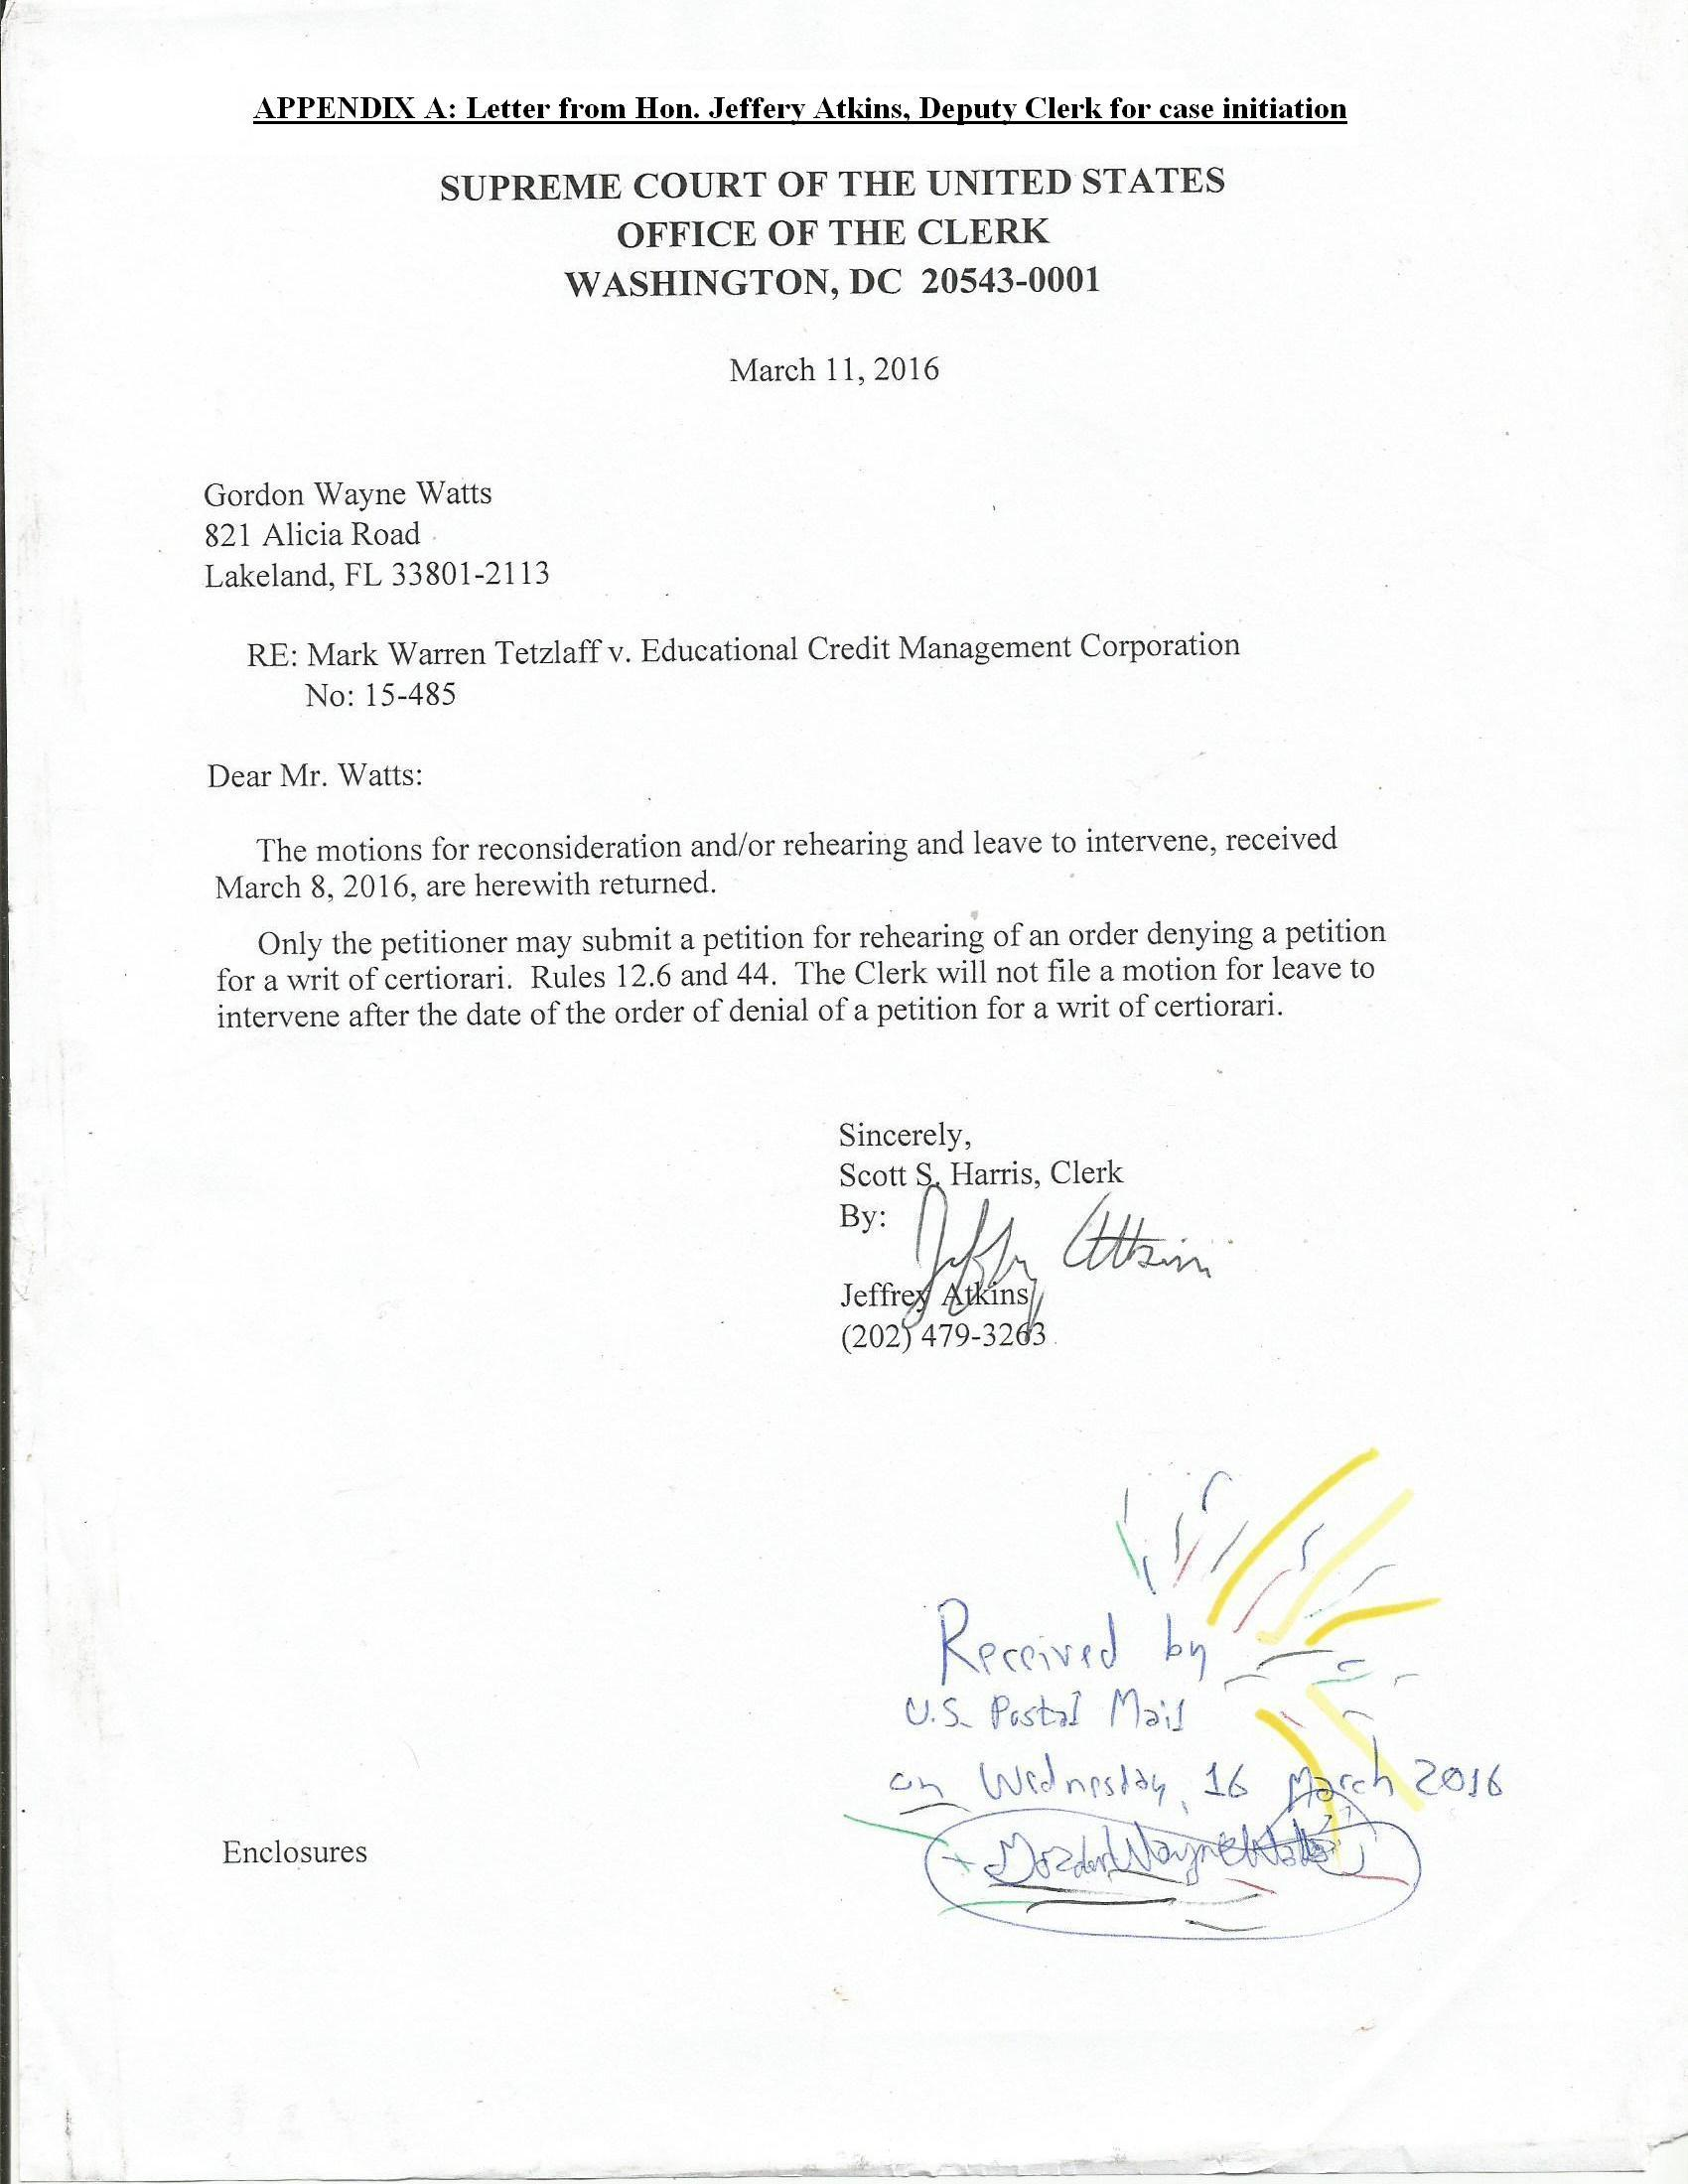 APPENDIX A: Letter from Hon. Jeffery Atkins, Deputy Clerk for case initiation
SUPREME COURT OF THE UNITED STATES
OFFICE OF THE CLERK
WASHINGTON, DC 20543-0001
March 11, 2016
Gordon Wayne Watts
821 Alicia Road
Lakeland, FL 33801-2113
RE: Mark Warren Tetzlaff v. Educational Credit Management Corporation
No: 15-485
Dear Mr. Watts:
The motions for reconsideration and/or rehearing and leave to intervene, received
March 8, 2016, are herewith returned.
Only the petitioner may submit a petition for rehearing of an order denying a petition
for a writ of certiorari. Rules 12.6 and 44. The Clerk will not file a motion for leave to
intervene after the date of the order of denial of a petition for a writ of certiorari.
Sincerely,
Scott S. Harris, Clerk
By:
Jeffrey Atkins
Jeffrey Atkins
(202) 479-3263
Received by
U.S. Postal Mail
on Wednesday, 16 March 2016
Gordon Wayne Watts
Enclosures